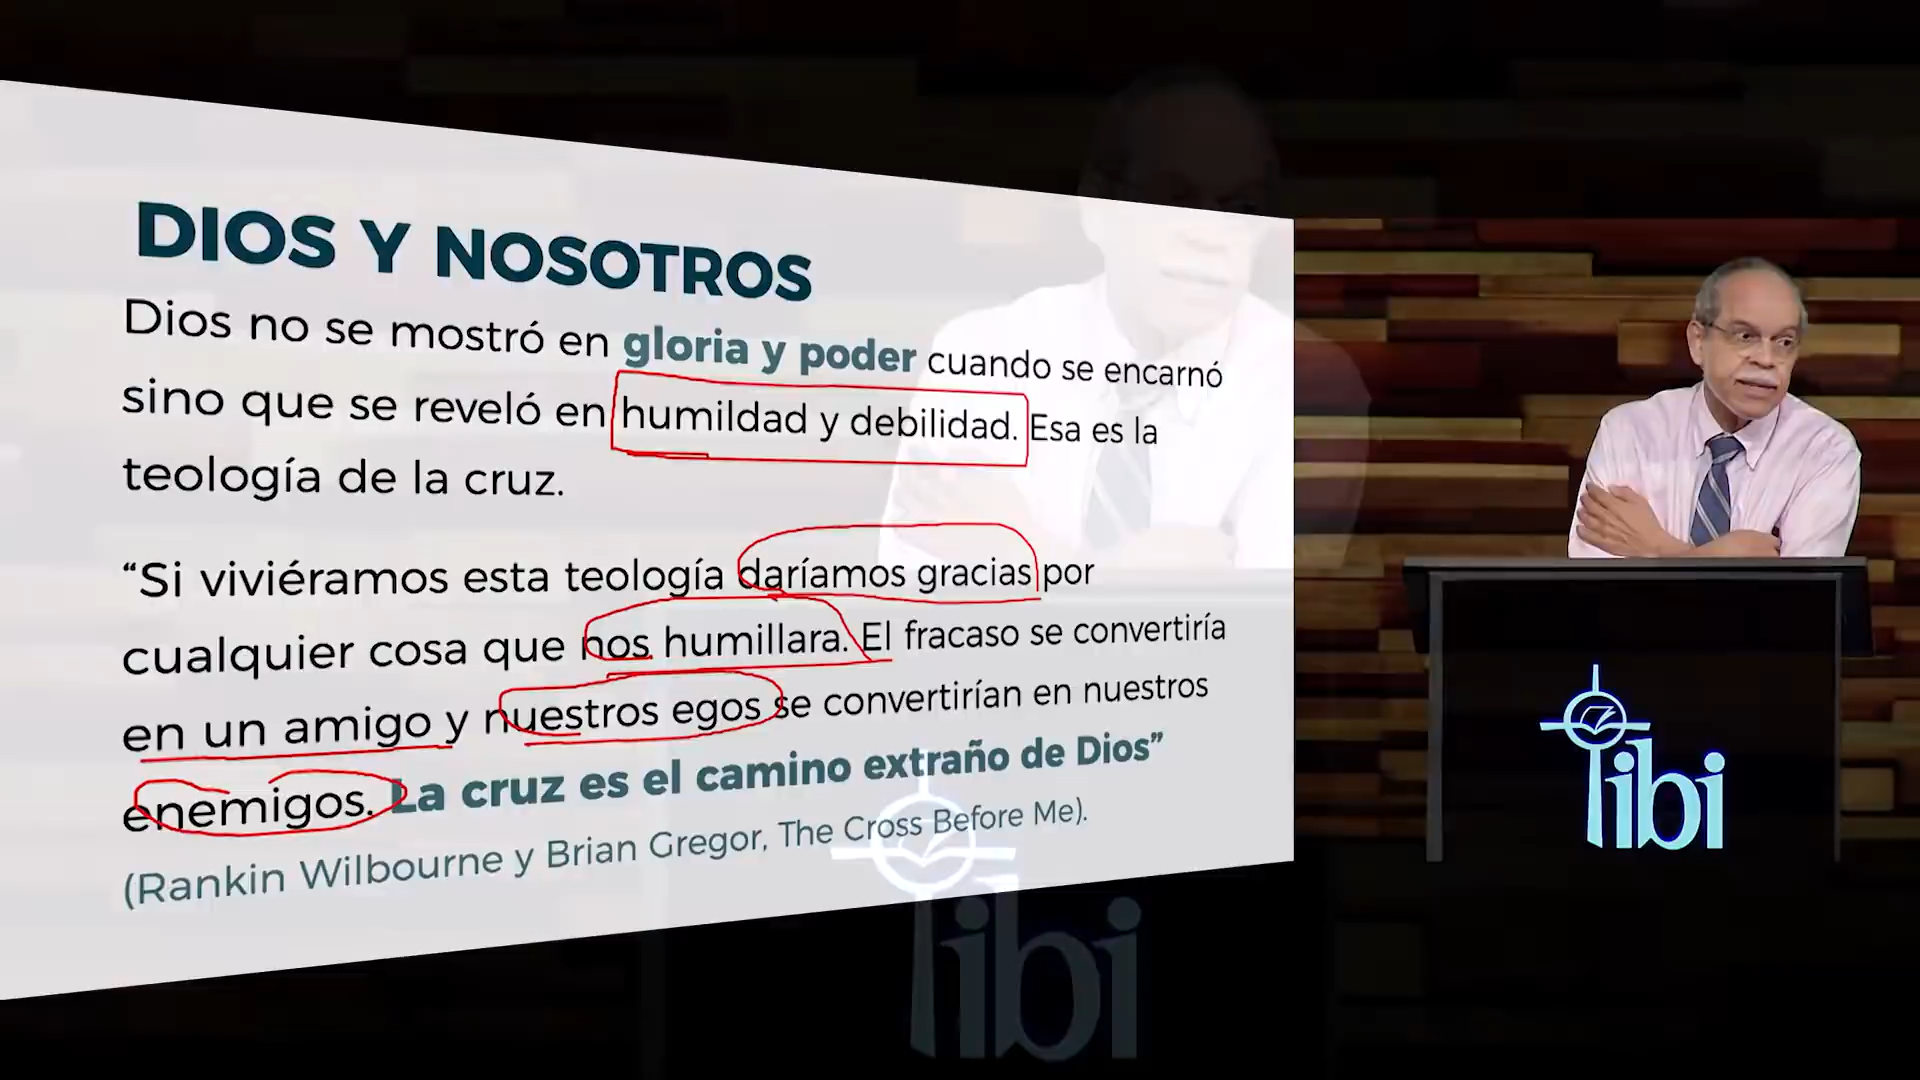 DIOS Y NOSOTROS
Dios no se mostró en gloria y poder cuando se encarnó
sino que se reveló en humildad y debilidad. Esa es la
teología de la cruz.
“Si viviéramos esta teología daríamos gracias por
cualquier cosa que nos humillara. El fracaso se convertiría
en un amigo y nuestros egos se convertirían en nuestros
enemigos. La cruz es el camino extraño de Dios”
(Rankin Wilbourne y Brian Gregor, The Cross Before Me).
ibi
ibi